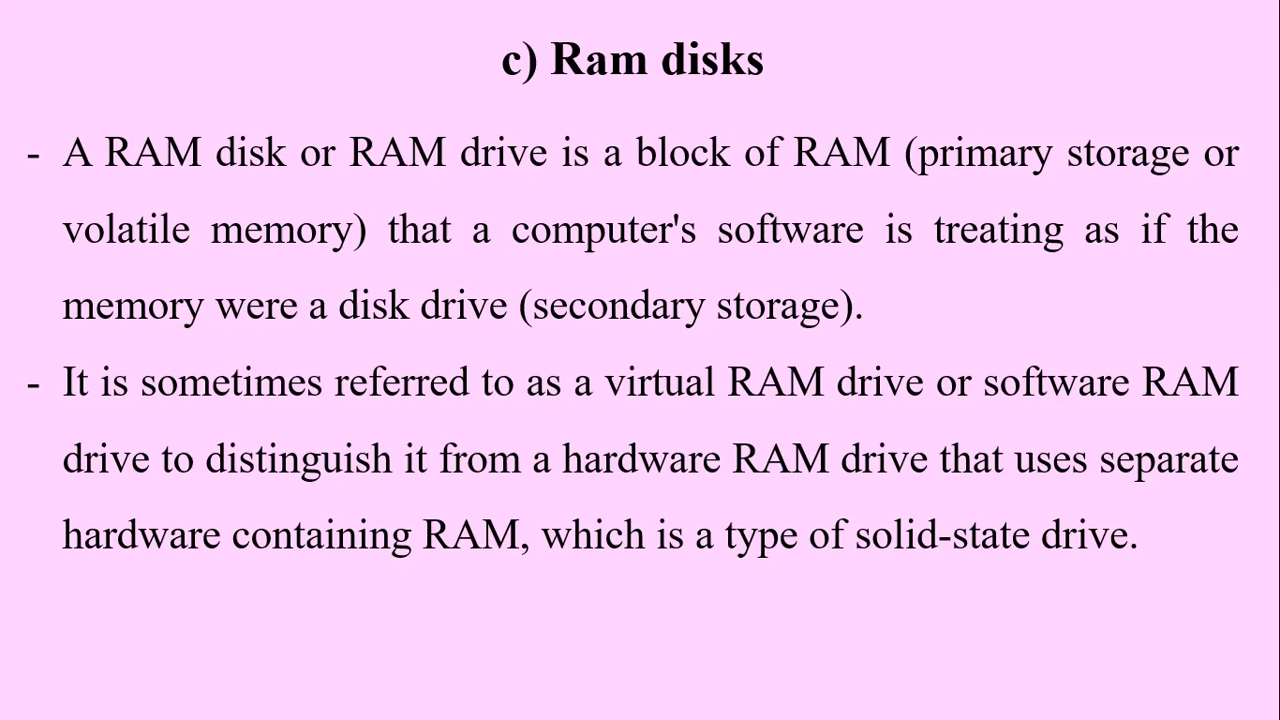 c) Ram disks
- A RAM disk or RAM drive is a block of RAM (primary storage or
volatile memory) that a computer's software is treating as if the
memory were a disk drive (secondary storage).
- It is sometimes referred to as a virtual RAM drive or software RAM
drive to distinguish it from a hardware RAM drive that uses separate
hardware containing RAM, which is a type of solid-state drive.